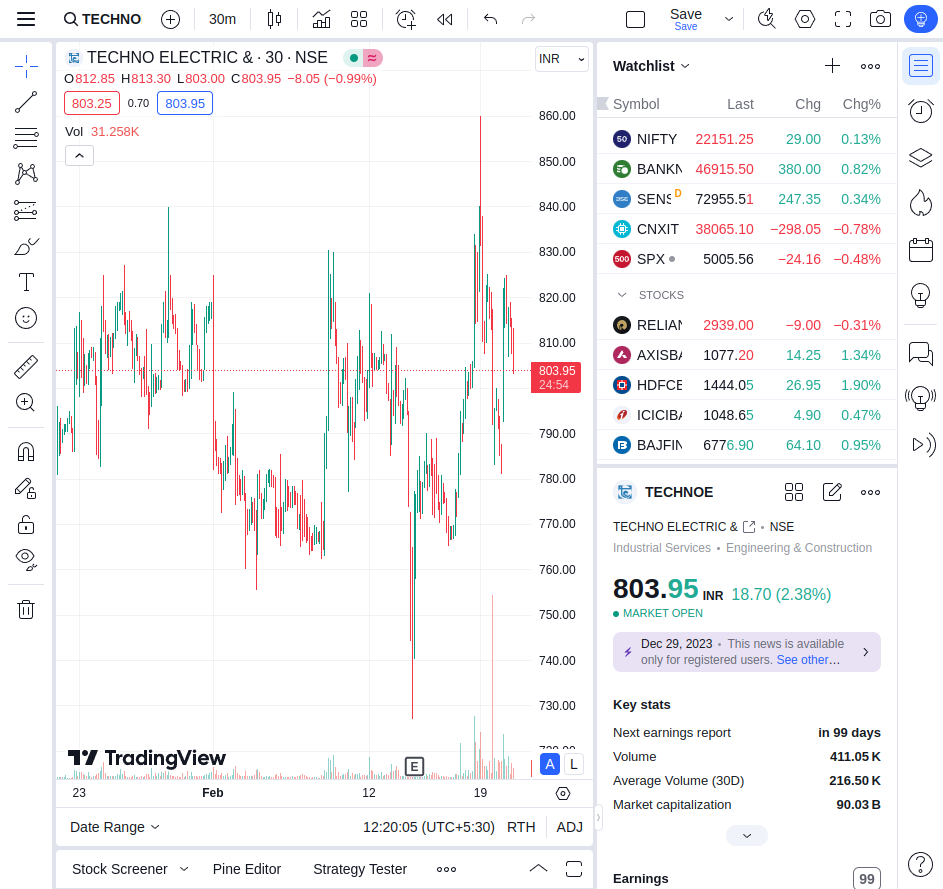 TECHNO
30m
Save
Save
TECHNO ELECTRIC & · 30 · NSE
O812.85 H813.30 L803.00 C803.95 −8.05 (−0.99%)
803.25 0.70 803.95
Vol 31.258K
INR
860.00
850.00
840.00
830.00
820.00
810.00
803.95
24:54
790.00
780.00
770.00
760.00
750.00
740.00
730.00
720.00
TradingView
E
A L
23 Feb 12 19
Date Range
12:20:05 (UTC+5:30) RTH ADJ
Stock Screener Pine Editor Strategy Tester
Watchlist
Symbol Last Chg Chg%
50 NIFTY 22151.25 29.00 0.13%
BANKN 46915.50 380.00 0.82%
SENS D 72955.51 247.35 0.34%
CNXIT 38065.10 −298.05 −0.78%
500 SPX 5005.56 −24.16 −0.48%
STOCKS
RELIAN 2939.00 −9.00 −0.31%
AXISBA 1077.20 14.25 1.34%
HDFCB 1444.05 26.95 1.90%
ICICIBA 1048.65 4.90 0.47%
BAJFIN 6776.90 64.10 0.95%
TECHNOE
TECHNO ELECTRIC & • NSE
Industrial Services • Engineering & Construction
803.95 INR 18.70 (2.38%)
MARKET OPEN
Dec 29, 2023 • This news is available
only for registered users. See other…
Key stats
Next earnings report in 99 days
Volume 411.05 K
Average Volume (30D) 216.50 K
Market capitalization 90.03 B
Earnings 99